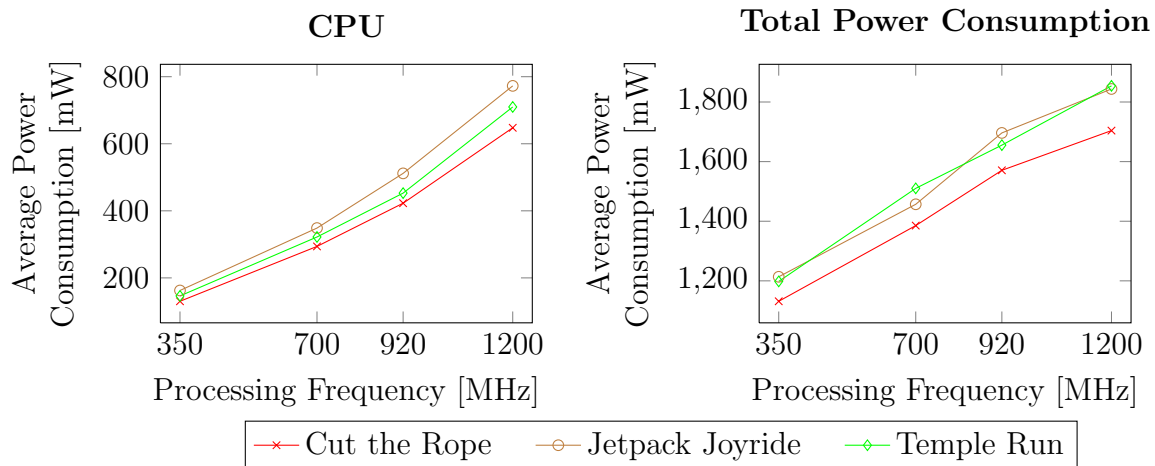 CPU
Average Power
Consumption [mW]
800
600
400
200
350 700 920 1200
Processing Frequency [MHz]
Total Power Consumption
Average Power
Consumption [mW]
1,800
1,600
1,400
1,200
350 700 920 1200
Processing Frequency [MHz]
Cut the Rope Jetpack Joyride Temple Run